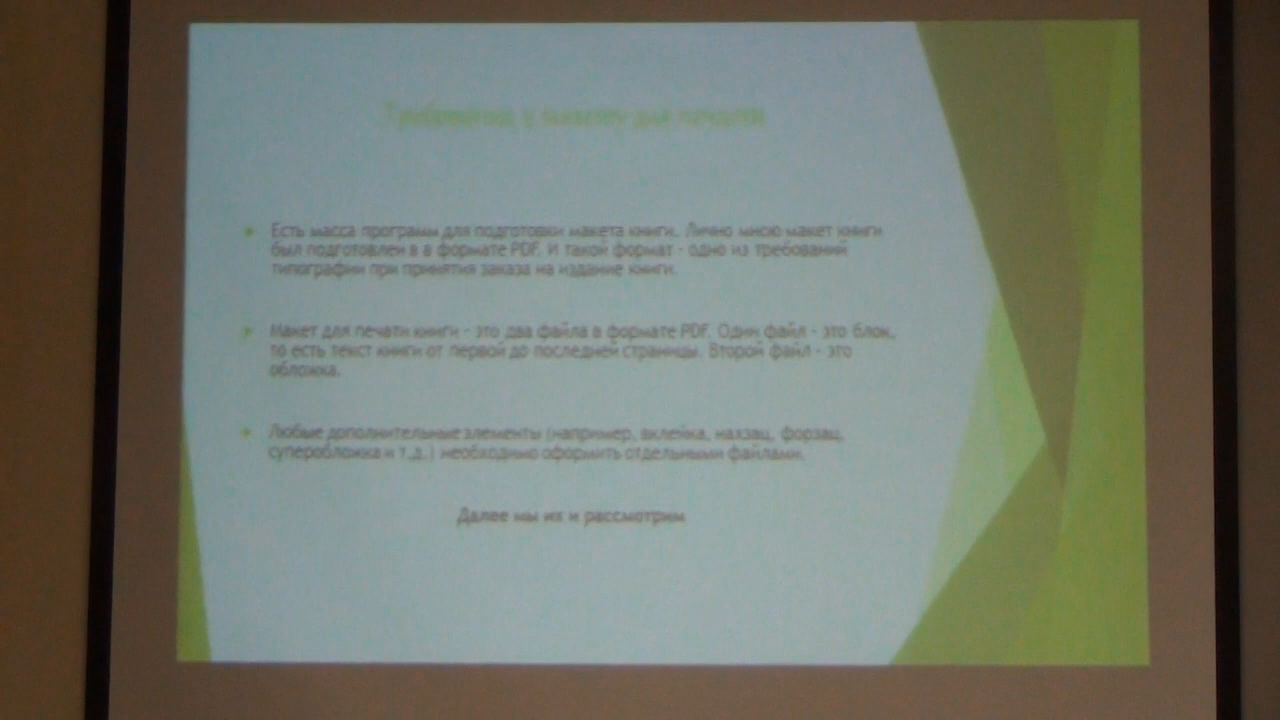 Требования к макету для печати
Есть масса программ для подготовки макета книги. Лично мною макет книги
был подготовлен в в формате PDF. И такой формат - одно из требований
типографии при принятия заказа на издание книги.
Макет для печати книги - это два файла в формате PDF. Один файл - это блок,
то есть текст книги от первой до последней страницы. Второй файл - это
обложка.
Любые дополнительные элементы (например, вклейка, нахзац, форзац,
суперобложка и т.д.) необходимо оформить отдельными файлами.
Далее мы их и рассмотрим